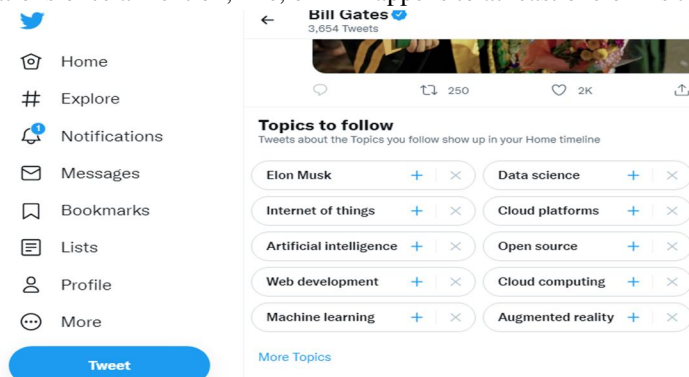 Bill Gates
3,654 Tweets
Home
Explore
1
Notifications
Messages
Bookmarks
Lists
Profile
More
Tweet
250
2K
Topics to follow
Tweets about the Topics you follow show up in your Home timeline
Elon Musk
Data science
Internet of things
Cloud platforms
Artificial intelligence
Open source
Web development
Cloud computing
Machine learning
Augmented reality
More Topics